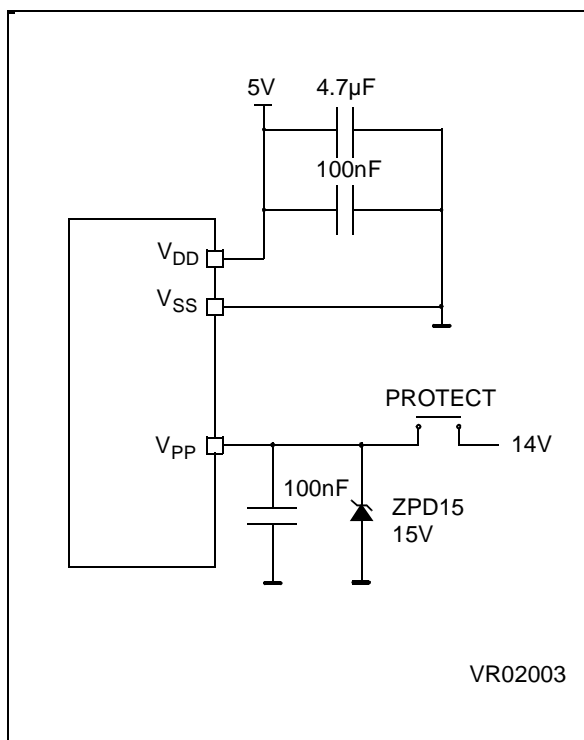 5V
4.7µF
100nF
VDD
VSS
PROTECT
VPP
14V
100nF
ZPD15
15V
VR02003